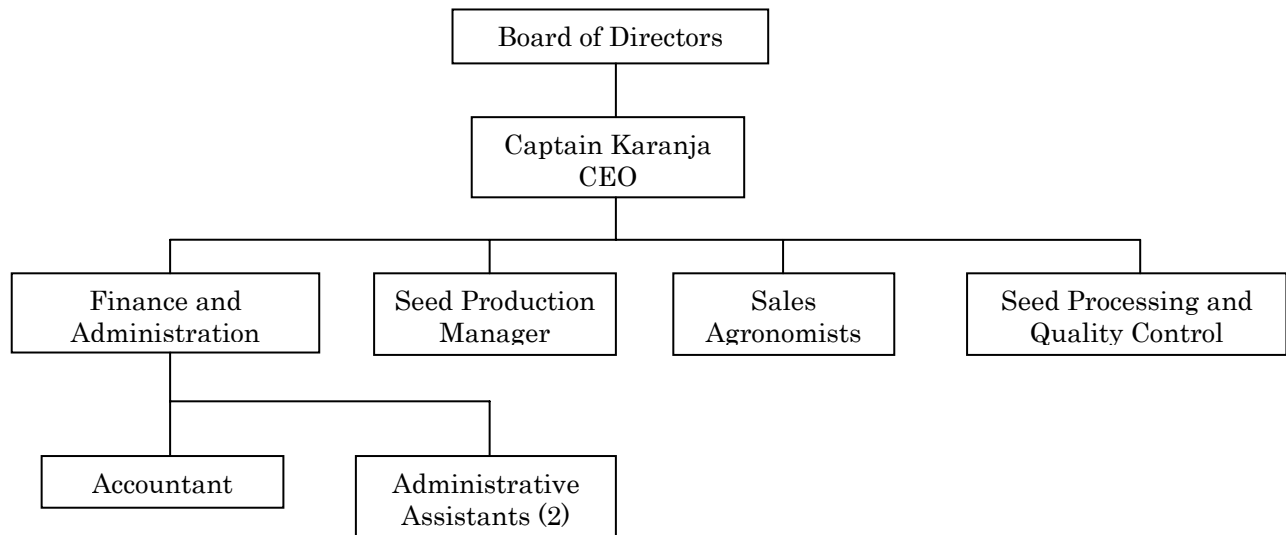 Board of Directors
Captain Karanja
CEO
Finance and
Administration
Seed Production
Manager
Sales
Agronomists
Seed Processing and
Quality Control
Accountant
Administrative
Assistants (2)